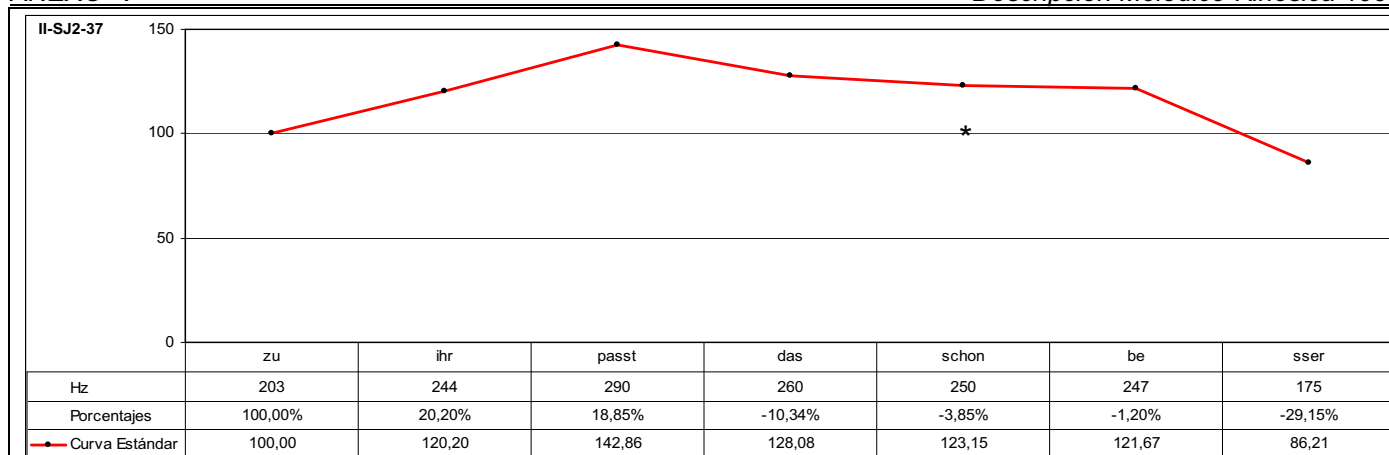 II-SJ2-37
150
100
*
50
0
zu ihr passt das schon be sser
Hz 203 244 290 260 250 247 175
Porcentajes 100,00% 20,20% 18,85% -10,34% -3,85% -1,20% -29,15%
Curva Estándar 100,00 120,20 142,86 128,08 123,15 121,67 86,21